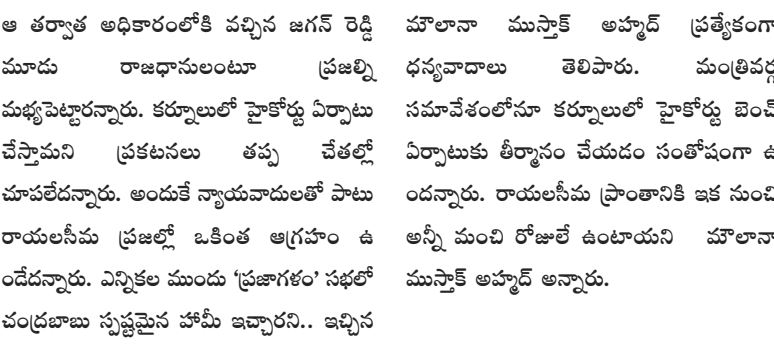 ఆ తర్వాత అధికారంలోకి వచ్చిన జగన్ రెడ్డి
మూడు రాజధానులంటూ ప్రజల్ని
మభ్యపెట్టారన్నారు. కర్నూలులో హైకోర్టు ఏర్పాటు
చేస్తామని ప్రకటనలు తప్ప చేతల్లో
చూపలేదన్నారు. అందుకే న్యాయవాదులతో పాటు
రాయలసీమ ప్రజల్లో ఒకింత ఆగ్రహం ఉ
ండేదన్నారు. ఎన్నికల ముందు ‘ప్రజాగళం’ సభలో
చంద్రబాబు స్పష్టమైన హామీ ఇచ్చారని.. ఇచ్చిన
మౌలానా ముస్తాక్ అహ్మద్ ప్రత్యేకంగా
ధన్యవాదాలు తెలిపారు. మంత్రివర్గ
సమావేశంలోనూ కర్నూలులో హైకోర్టు బెంచ్
ఏర్పాటుకు తీర్మానం చేయడం సంతోషంగా ఉ
ందన్నారు. రాయలసీమ ప్రాంతానికి ఇక నుంచి
అన్నీ మంచి రోజులే ఉంటాయని మౌలానా
ముస్తాక్ అహ్మద్ అన్నారు.